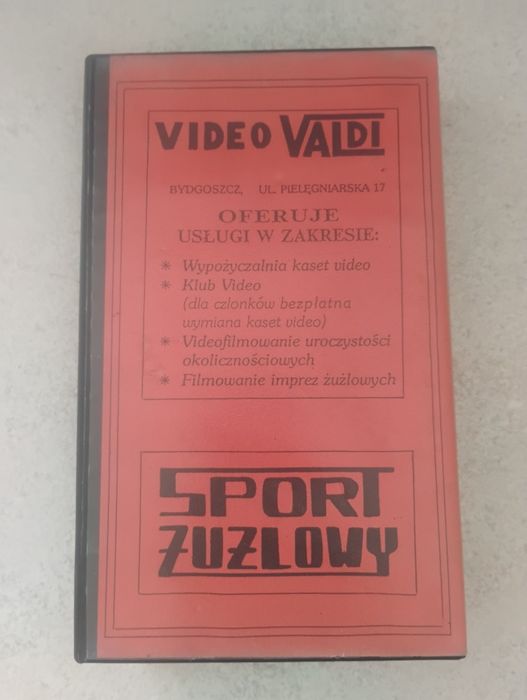 VIDEO VALDI
BYDGOSZCZ, UL. PIELĘGNIARSKA 17
OFERUJE
USŁUGI W ZAKRESIE:
* Wypożyczalnia kaset video
* Klub Video
(dla członków bezpłatna
wymiana kaset video)
* Videofilmowanie uroczystości
okolicznościowych
* Filmowanie imprez żużlowych
SPORT
ŻUŻLOWY